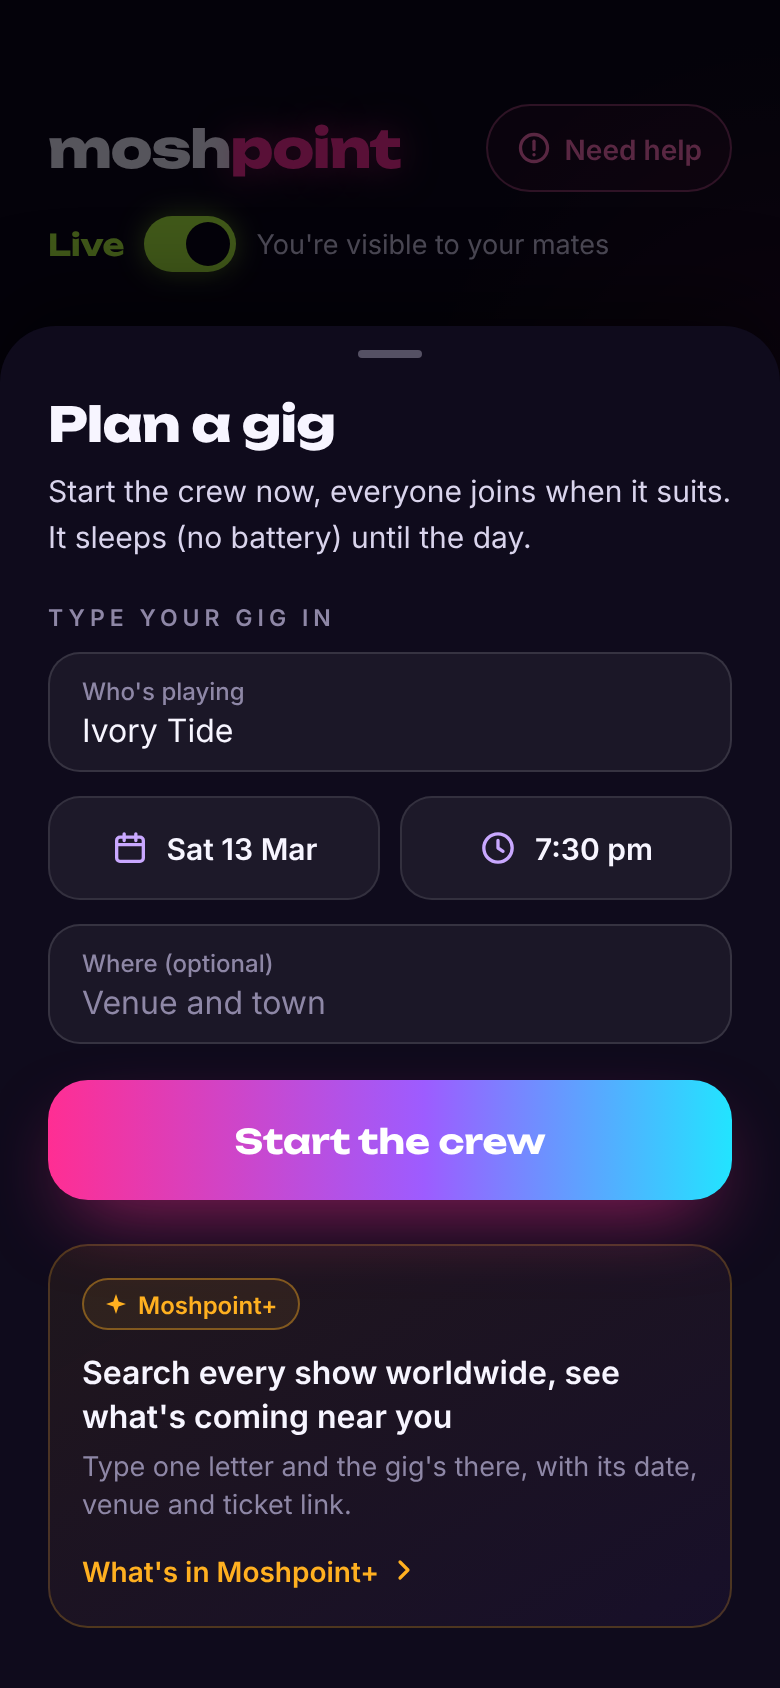 moshpoint
Need help
Live
You're visible to your mates
Plan a gig
Start the crew now, everyone joins when it suits.
It sleeps (no battery) until the day.
TYPE YOUR GIG IN
Who's playing
Ivory Tide
Sat 13 Mar
7:30 pm
Where (optional)
Venue and town
Start the crew
Moshpoint+
Search every show worldwide, see
what's coming near you
Type one letter and the gig's there, with its date,
venue and ticket link.
What's in Moshpoint+